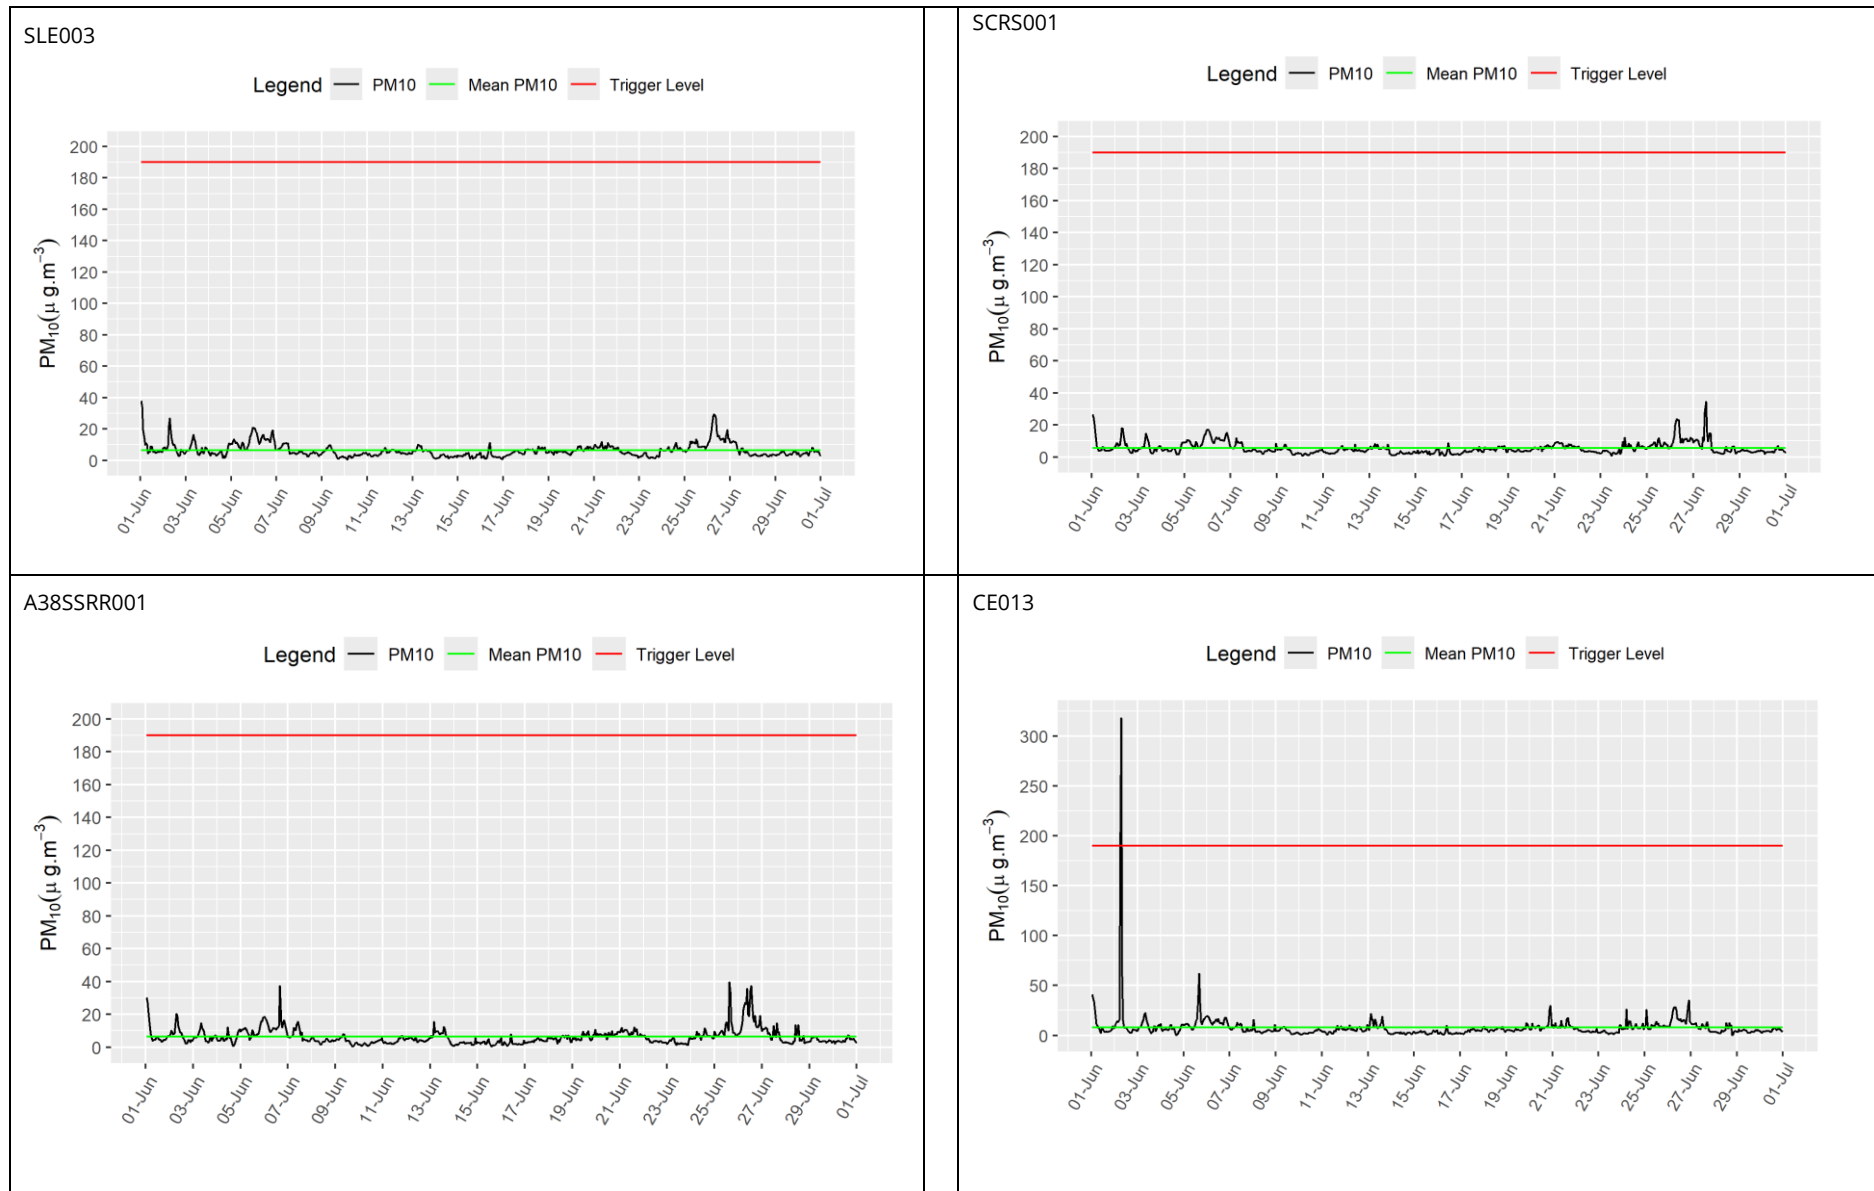 SLE003
Legend PM10 Mean PM10 Trigger Level
200
180
160
140
120
100
80
60
40
20
0
PM10(μ g.m−3)
01-Jun 03-Jun 05-Jun 07-Jun 09-Jun 11-Jun 13-Jun 15-Jun 17-Jun 19-Jun 21-Jun 23-Jun 25-Jun 27-Jun 29-Jun 01-Jul
SCRS001
Legend PM10 Mean PM10 Trigger Level
200
180
160
140
120
100
80
60
40
20
0
PM10(μ g.m−3)
01-Jun 03-Jun 05-Jun 07-Jun 09-Jun 11-Jun 13-Jun 15-Jun 17-Jun 19-Jun 21-Jun 23-Jun 25-Jun 27-Jun 29-Jun 01-Jul
A38SSRR001
Legend PM10 Mean PM10 Trigger Level
200
180
160
140
120
100
80
60
40
20
0
PM10(μ g.m−3)
01-Jun 03-Jun 05-Jun 07-Jun 09-Jun 11-Jun 13-Jun 15-Jun 17-Jun 19-Jun 21-Jun 23-Jun 25-Jun 27-Jun 29-Jun 01-Jul
CE013
Legend PM10 Mean PM10 Trigger Level
300
250
200
150
100
50
0
PM10(μ g.m−3)
01-Jun 03-Jun 05-Jun 07-Jun 09-Jun 11-Jun 13-Jun 15-Jun 17-Jun 19-Jun 21-Jun 23-Jun 25-Jun 27-Jun 29-Jun 01-Jul